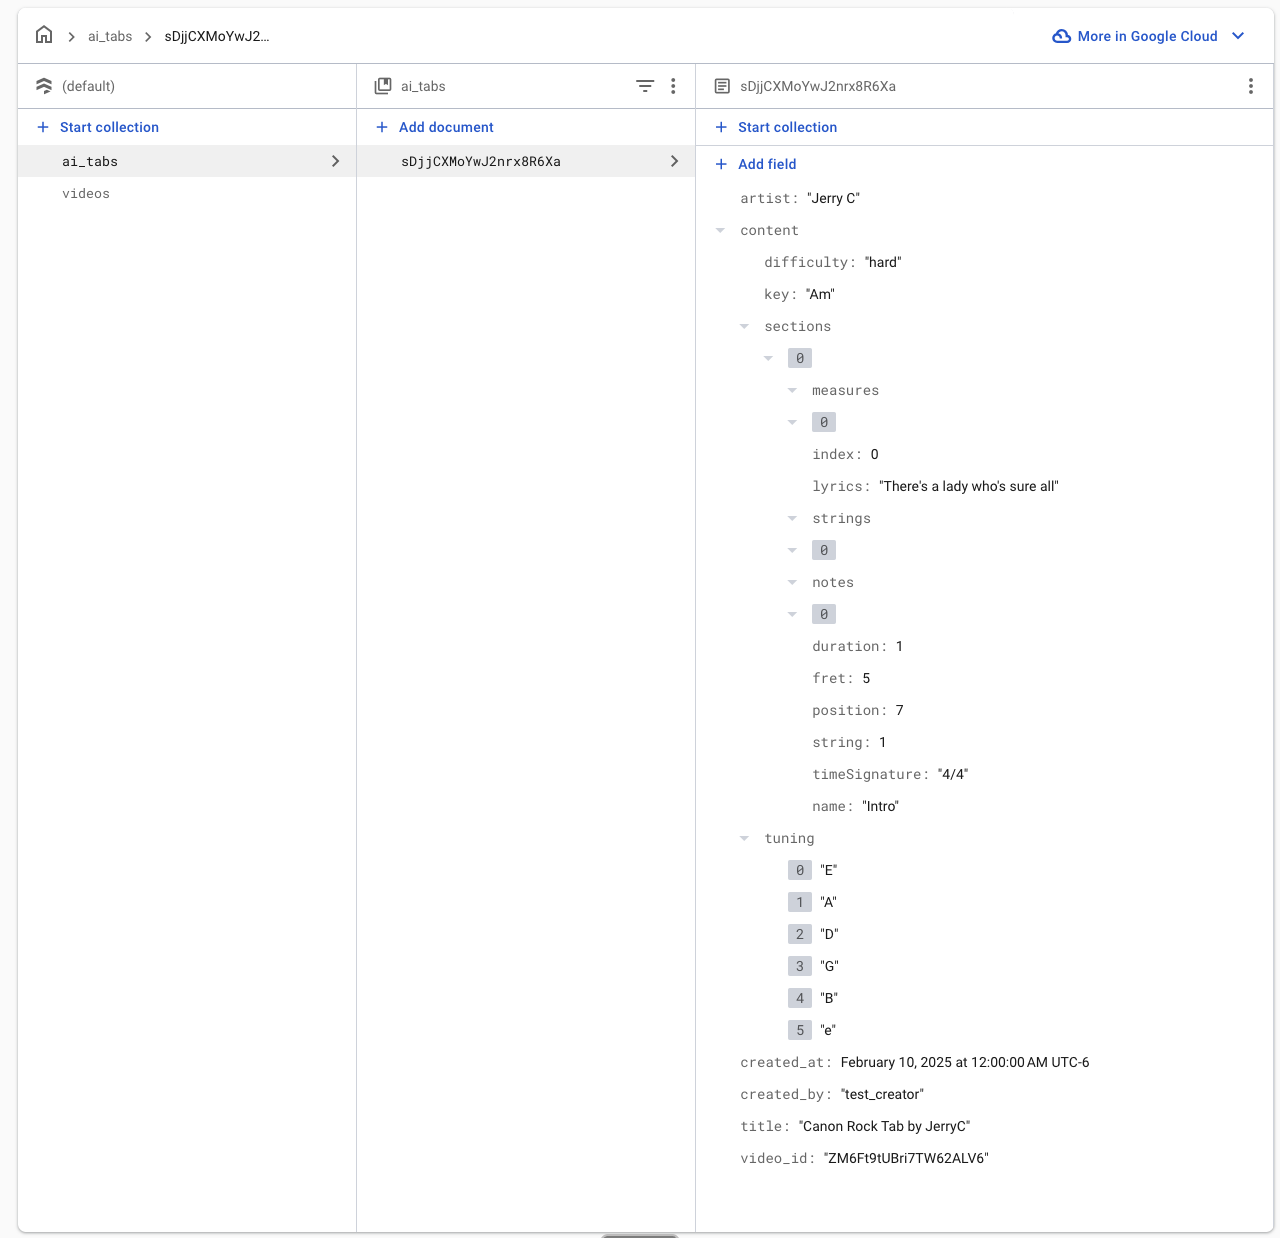 ai_tabs
sDjjCXMoYwJ2...
More in Google Cloud
(default)
ai_tabs
sDjjCXMoYwJ2nrx8R6Xa
Start collection
Add document
Start collection
ai_tabs
sDjjCXMoYwJ2nrx8R6Xa
Add field
videos
artist: "Jerry C"
content
difficulty: "hard"
key: "Am"
sections
0
measures
0
index: 0
lyrics: "There's a lady who's sure all"
strings
0
notes
0
duration: 1
fret: 5
position: 7
string: 1
timeSignature: "4/4"
name: "Intro"
tuning
0 "E"
1 "A"
2 "D"
3 "G"
4 "B"
5 "e"
created_at: February 10, 2025 at 12:00:00 AM UTC-6
created_by: "test_creator"
title: "Canon Rock Tab by JerryC"
video_id: "ZM6Ft9tUBri7TW62ALV6"